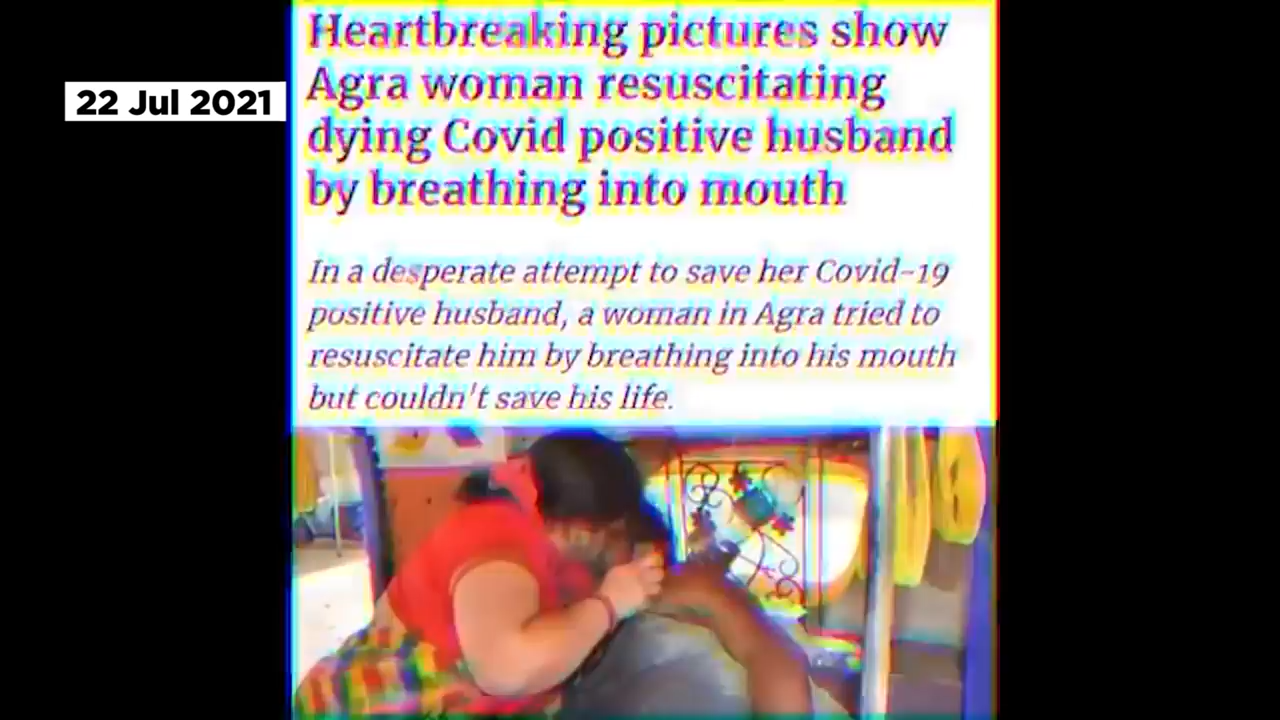 22 Jul 2021
Heartbreaking pictures show
Agra woman resuscitating
dying Covid positive husband
by breathing into mouth
In a desperate attempt to save her Covid-19
positive husband, a woman in Agra tried to
resuscitate him by breathing into his mouth
but couldn't save his life.